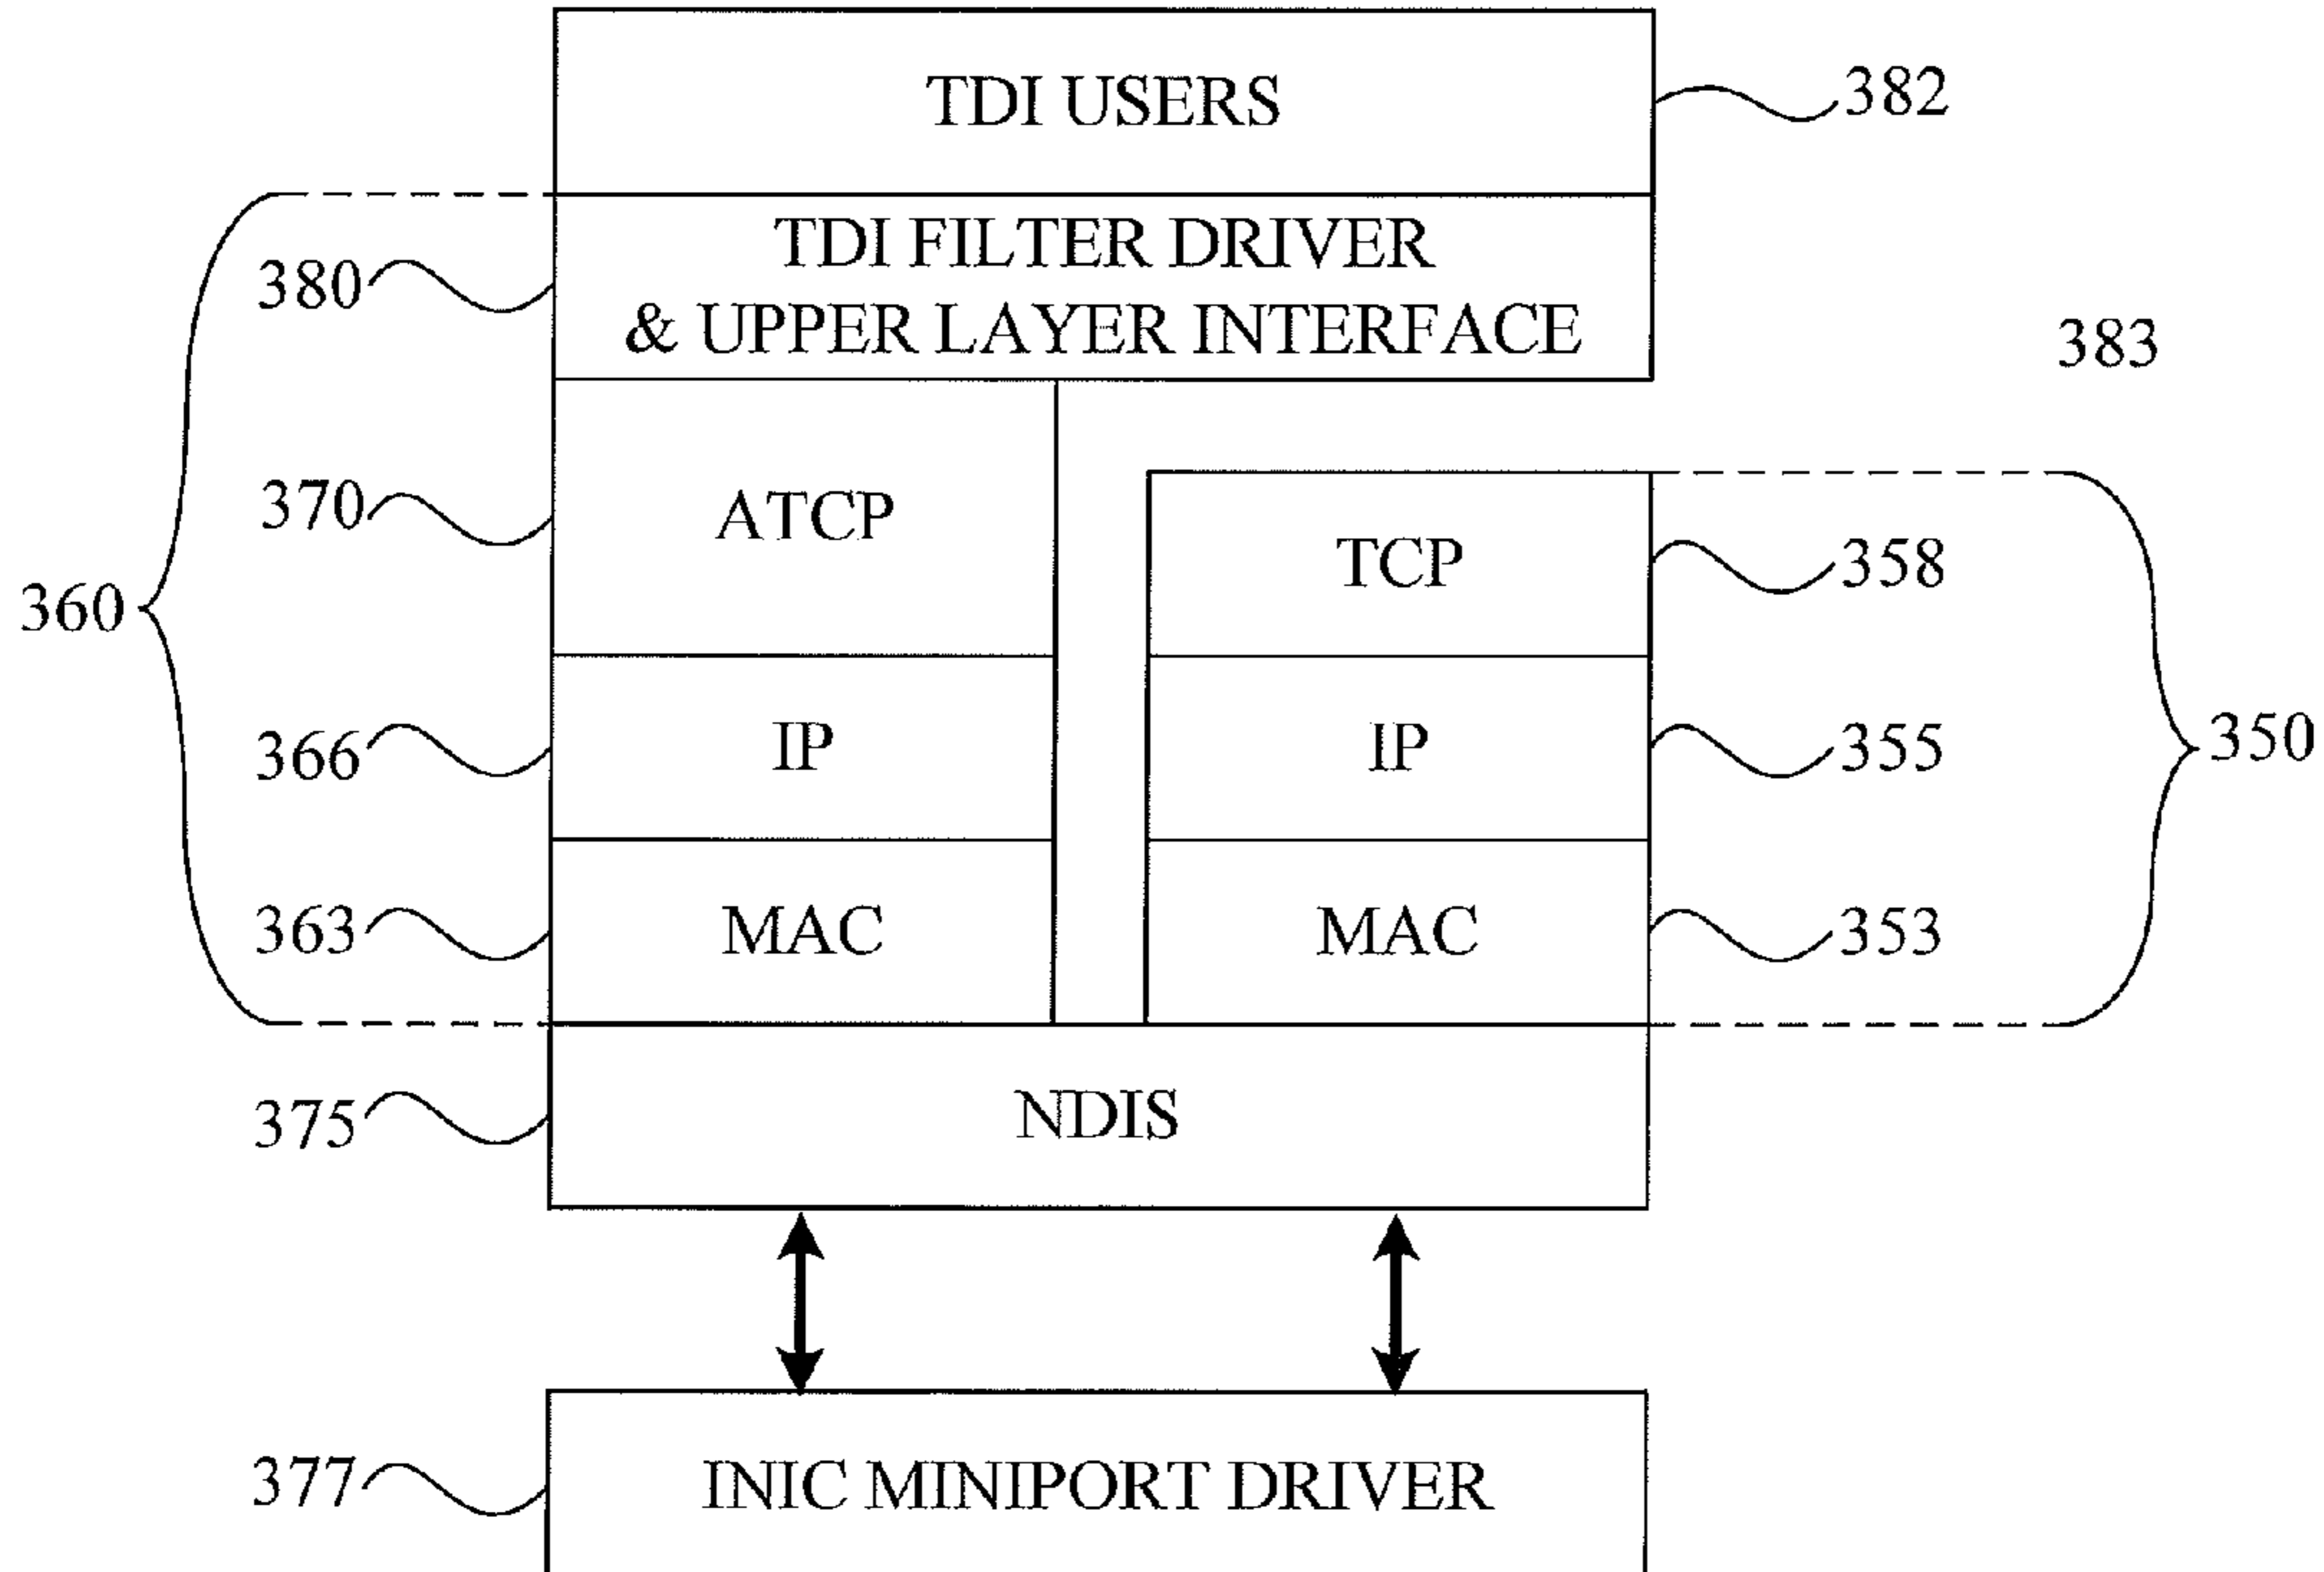 TDI USERS
382
TDI FILTER DRIVER
& UPPER LAYER INTERFACE
380
383
370
ATCP
TCP
358
360
366
IP
IP
355
350
363
MAC
MAC
353
375
NDIS
377
INIC MINIPORT DRIVER